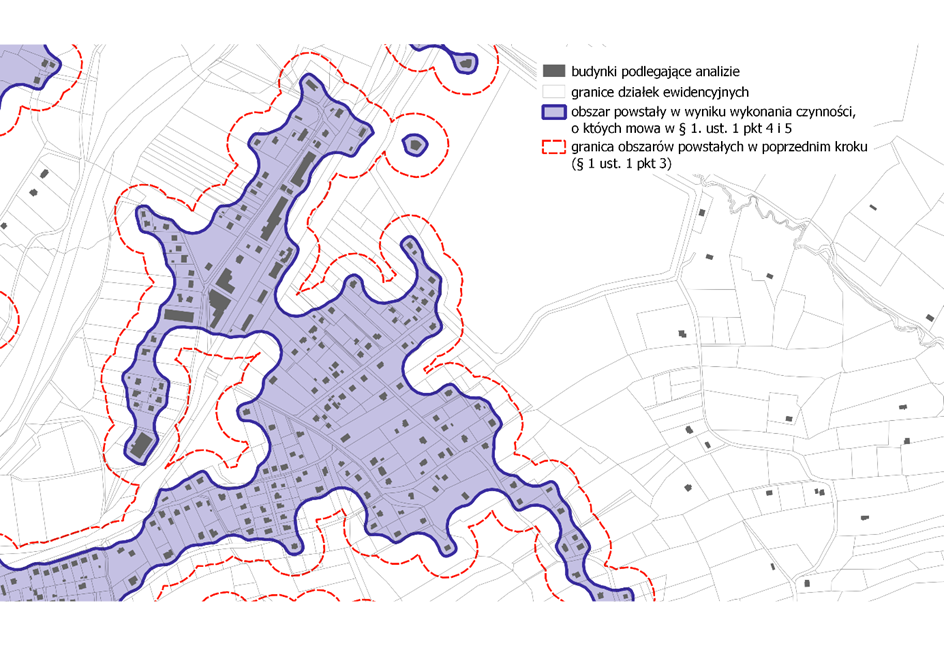 budynki podlegające analizie
granice działek ewidencyjnych
obszar powstały w wyniku wykonania czynności,
o któych mowa w § 1. ust. 1 pkt 4 i 5
granica obszarów powstałych w poprzednim kroku
(§ 1 ust. 1 pkt 3)